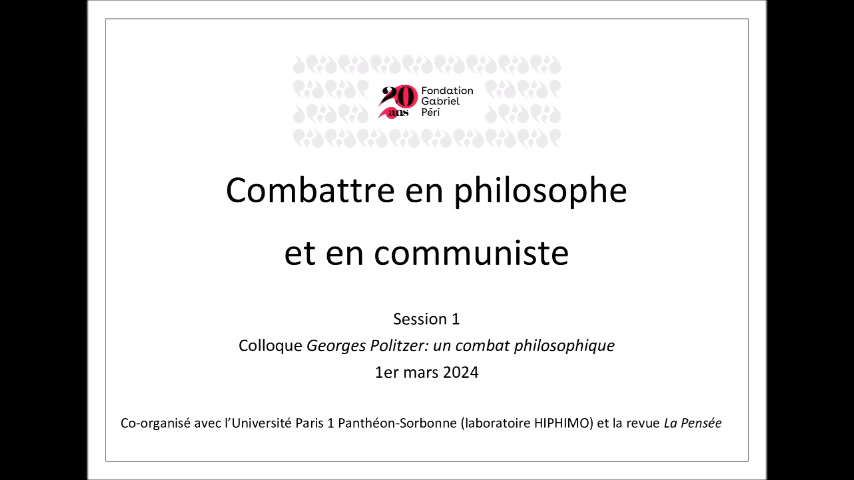 20 ans
Fondation
Gabriel
Péri
Combattre en philosophe
et en communiste
Session 1
Colloque Georges Politzer: un combat philosophique
1er mars 2024
Co-organisé avec l’Université Paris 1 Panthéon-Sorbonne (laboratoire HIPHIMO) et la revue La Pensée